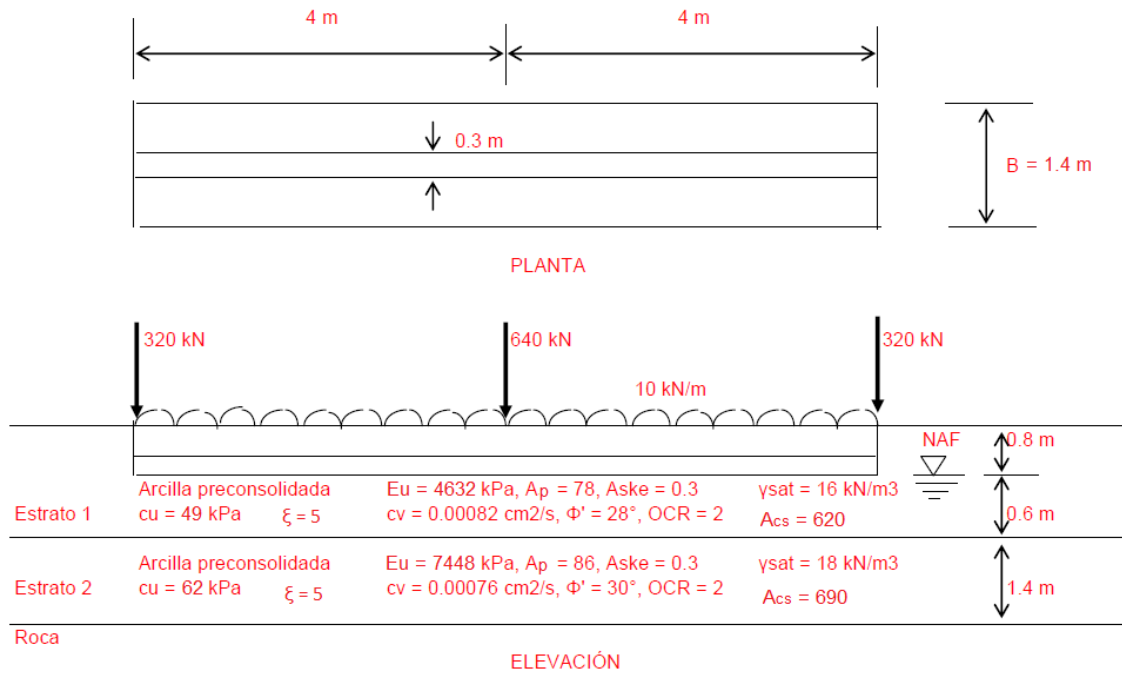 4 m
4 m
0.3 m
B = 1.4 m
PLANTA
320 kN
640 kN
320 kN
10 kN/m
NAF
0.8 m
Arcilla preconsolidada
Eu = 4632 kPa, Ap = 78, Aske = 0.3
γsat = 16 kN/m3
Estrato 1
cu = 49 kPa
ξ = 5
cv = 0.00082 cm2/s, Φ' = 28°, OCR = 2
Acs = 620
0.6 m
Arcilla preconsolidada
Eu = 7448 kPa, Ap = 86, Aske = 0.3
γsat = 18 kN/m3
Estrato 2
cu = 62 kPa
ξ = 5
cv = 0.00076 cm2/s, Φ' = 30°, OCR = 2
Acs = 690
1.4 m
Roca
ELEVACIÓN